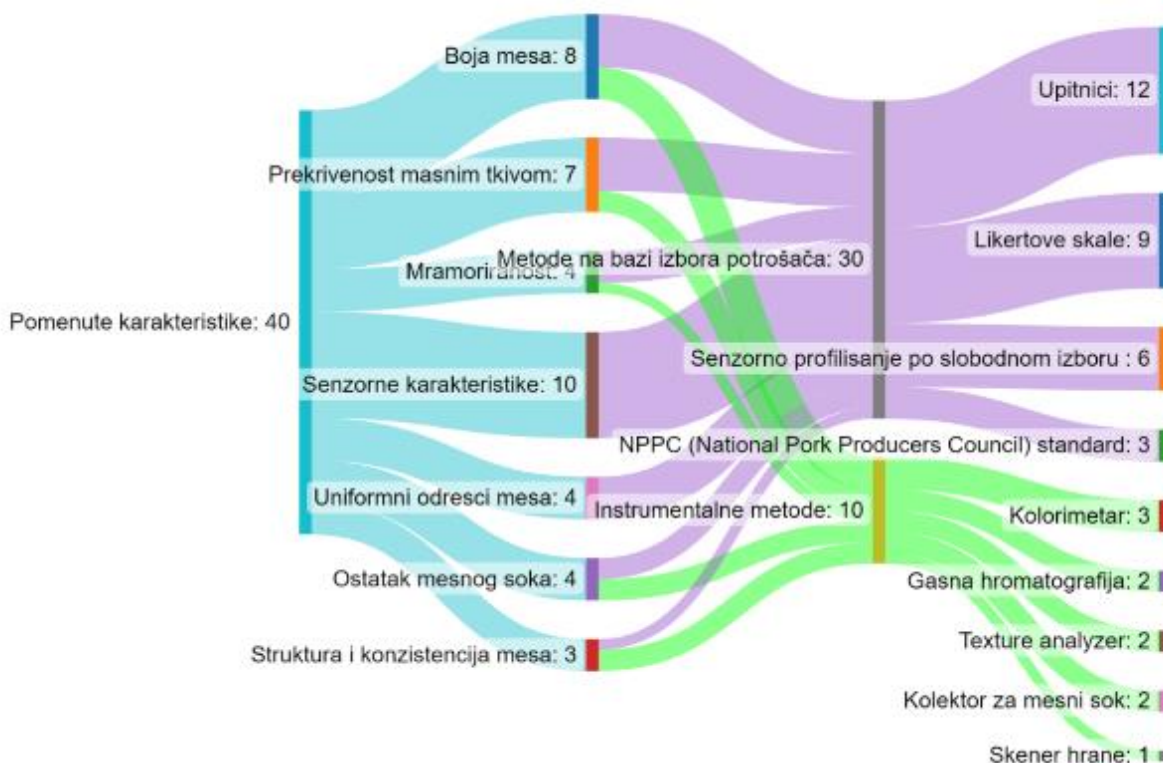 Pomenute karakteristike: 40
Boja mesa: 8
Prekrivenost masnim tkivom: 7
Mramoriranost: 4
Senzorne karakteristike: 10
Uniformni odresci mesa: 4
Ostatak mesnog soka: 4
Struktura i konzistencija mesa: 3
Metode na bazi izbora potrošača: 30
Instrumentalne metode: 10
Upitnici: 12
Likertove skale: 9
Senzorno profilisanje po slobodnom izboru : 6
NPPC (National Pork Producers Council) standard: 3
Kolorimetar: 3
Gasna hromatografija: 2
Texture analyzer: 2
Kolektor za mesni sok: 2
Skener hrane: 1